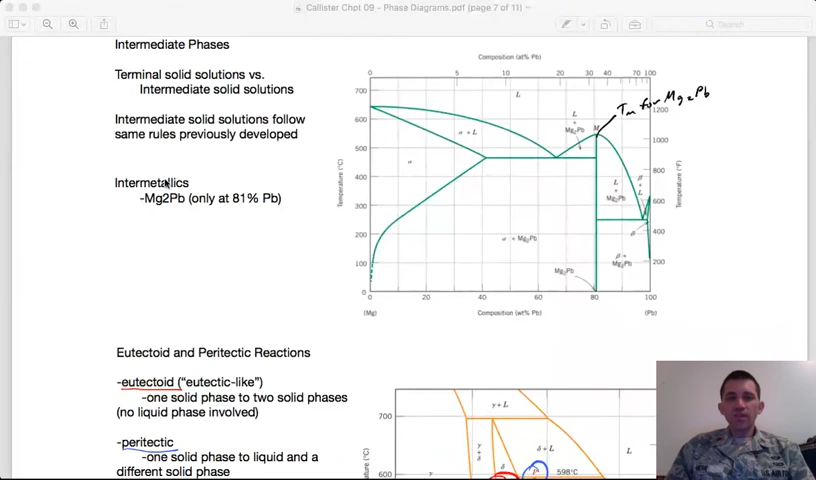 Callister Chpt 09 - Phase Diagrams.pdf (page 7 of 11)
Search
Intermediate Phases
Terminal solid solutions vs.
Intermediate solid solutions
Intermediate solid solutions follow
same rules previously developed
Intermetallics
-Mg2Pb (only at 81% Pb)
Composition (at% Pb)
0 5 10 20 30 40 70 100
700
600
500
400
300
200
100
0
Temperature (°C)
L
α + L
α
L
+
Mg₂Pb
M
Tm for Mg₂Pb
L
+
Mg₂Pb
β
+
L
β
α + Mg₂Pb
β +
Mg₂Pb
Mg₂Pb
1200
1000
800
600
400
200
Temperature (°F)
0 20 40 60 80 100
(Mg) Composition (wt% Pb) (Pb)
Eutectoid and Peritectic Reactions
-eutectoid ("eutectic-like")
-one solid phase to two solid phases
(no liquid phase involved)
-peritectic
-one solid phase to liquid and a
different solid phase
700
600
γ + L
γ
+
δ
δ + L
δ
L
γ
P
598°C